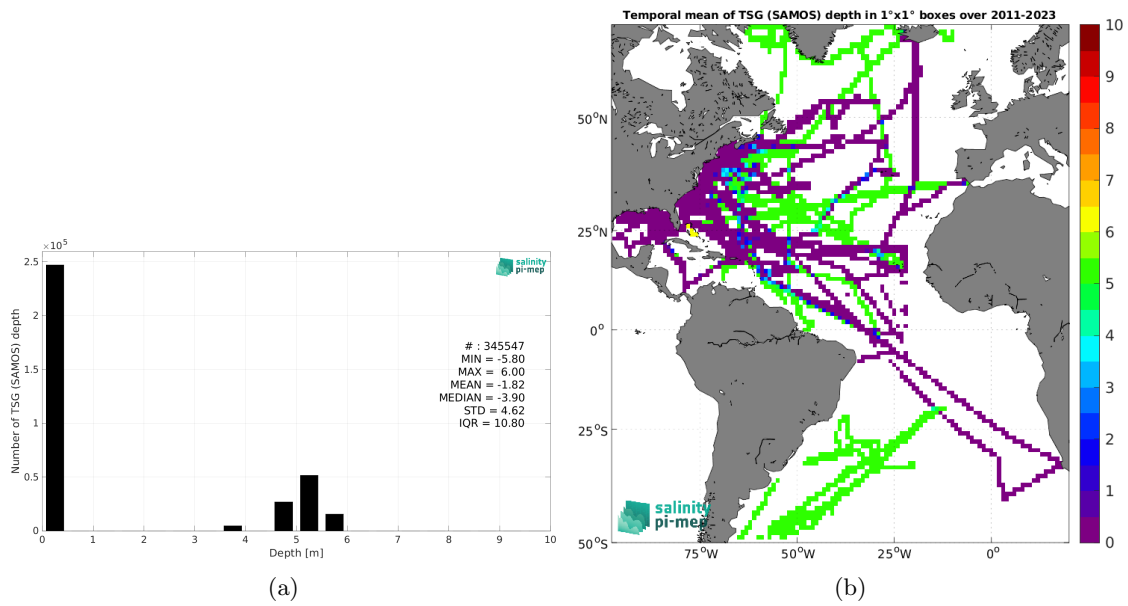 ×10⁵
2.5
2
1.5
1
0.5
0
Number of TSG (SAMOS) depth
salinity
pi-mep
# : 345547
MIN = -5.80
MAX = 6.00
MEAN = -1.82
MEDIAN = -3.90
STD = 4.62
IQR = 10.80
0 1 2 3 4 5 6 7 8 9 10
Depth [m]
(a)
Temporal mean of TSG (SAMOS) depth in 1°x1° boxes over 2011-2023
50°N
25°N
0°
25°S
50°S
salinity
pi-mep
75°W 50°W 25°W 0°
10
9
8
7
6
5
4
3
2
1
0
(b)